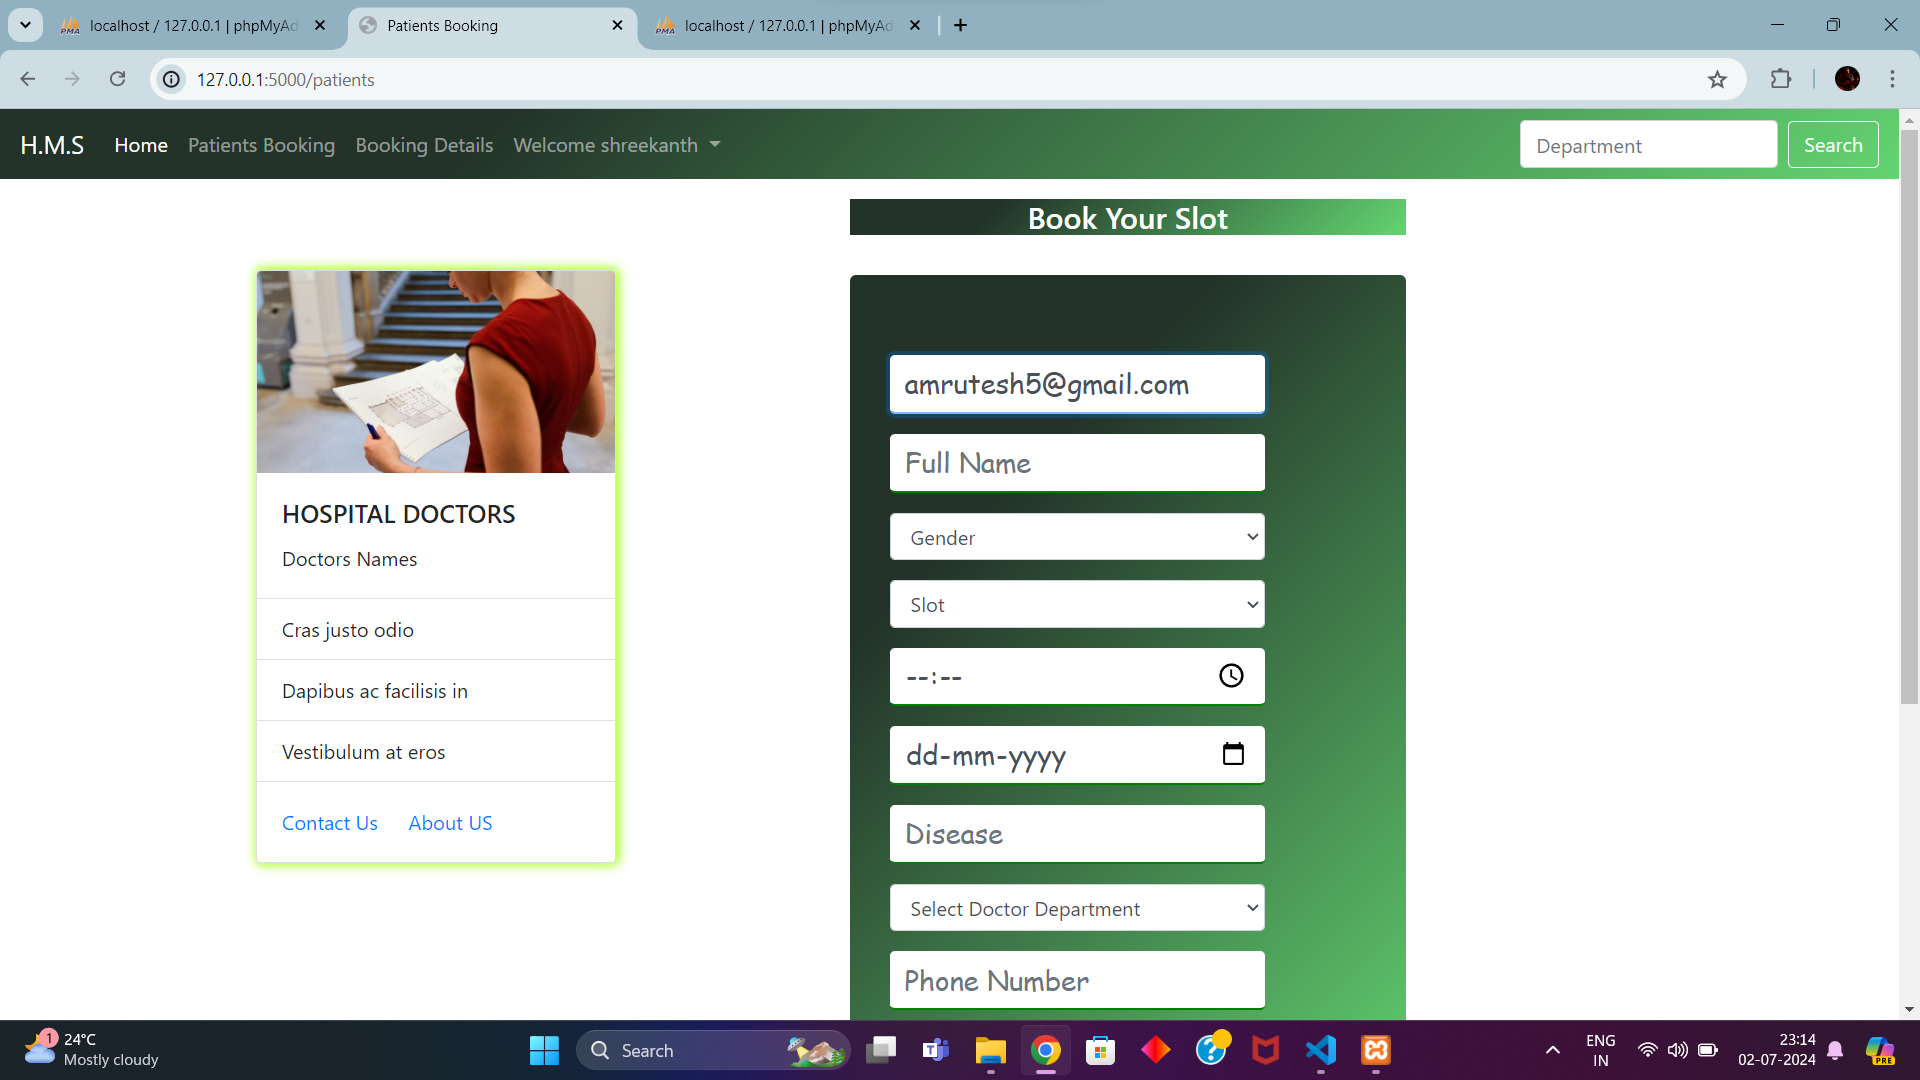 localhost / 127.0.0.1 | phpMyAd
Patients Booking
localhost / 127.0.0.1 | phpMyAd
127.0.0.1:5000/patients
H.M.S
Home
Patients Booking
Booking Details
Welcome shreekanth
Department
Search
Book Your Slot
amrutesh5@gmail.com
Full Name
Gender
Slot
--:--
dd-mm-yyyy
Disease
Select Doctor Department
Phone Number
HOSPITAL DOCTORS
Doctors Names
Cras justo odio
Dapibus ac facilisis in
Vestibulum at eros
Contact Us
About US
1
24°C
Mostly cloudy
Search
ENG
IN
23:14
02-07-2024
PRE